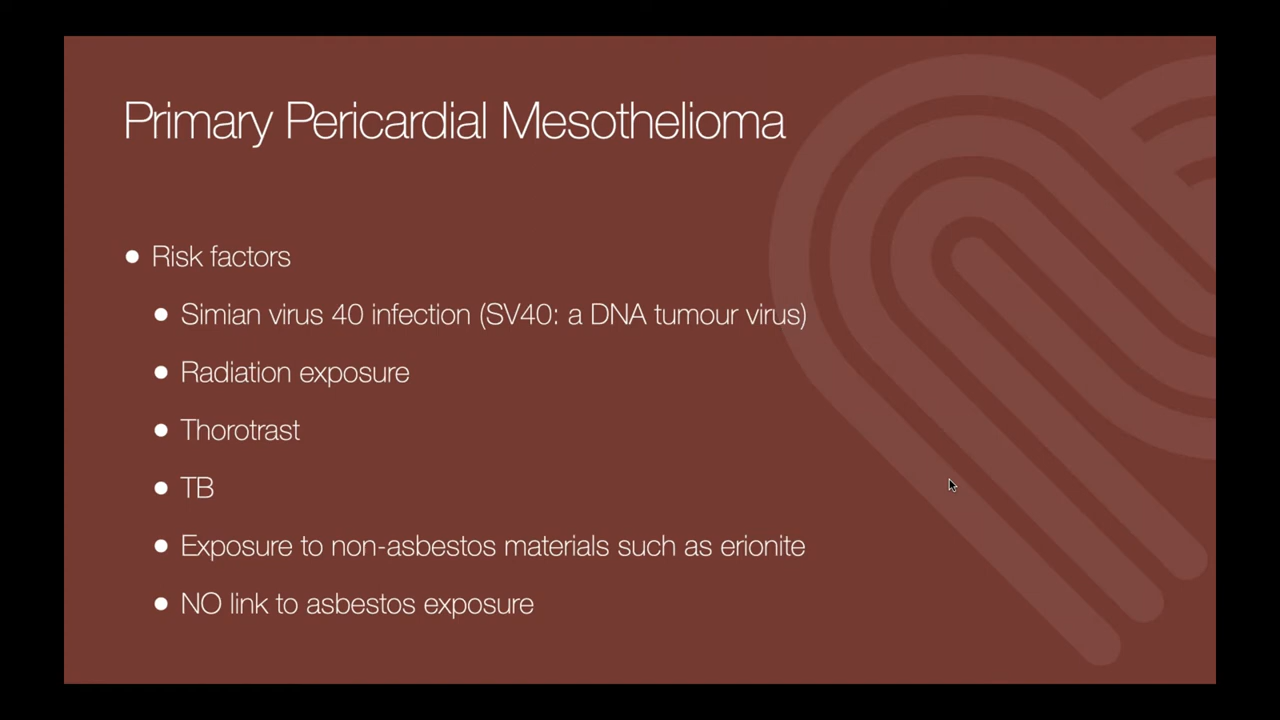 Primary Pericardial Mesothelioma
● Risk factors
● Simian virus 40 infection (SV40: a DNA tumour virus)
● Radiation exposure
● Thorotrast
● TB
● Exposure to non-asbestos materials such as erionite
● NO link to asbestos exposure